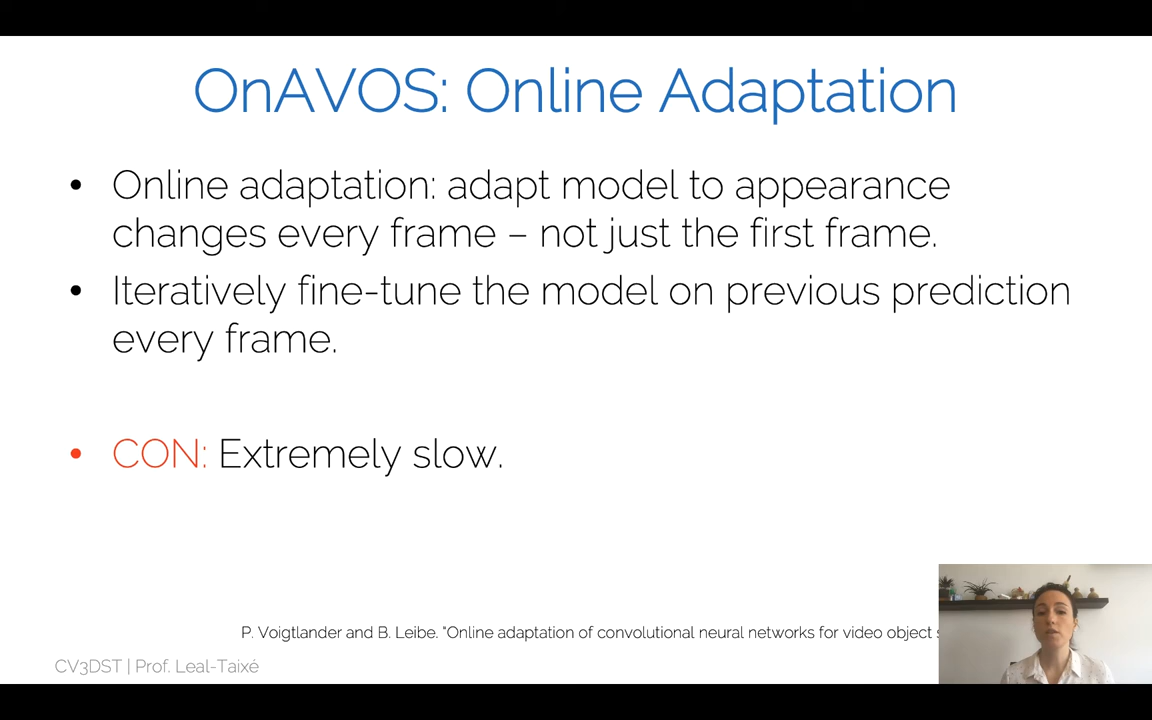 OnAVOS: Online Adaptation
• Online adaptation: adapt model to appearance
changes every frame – not just the first frame.
• Iteratively fine-tune the model on previous prediction
every frame.
• CON: Extremely slow.
P. Voigtlander and B. Leibe. "Online adaptation of convolutional neural networks for video object
CV3DST | Prof. Leal-Taixé